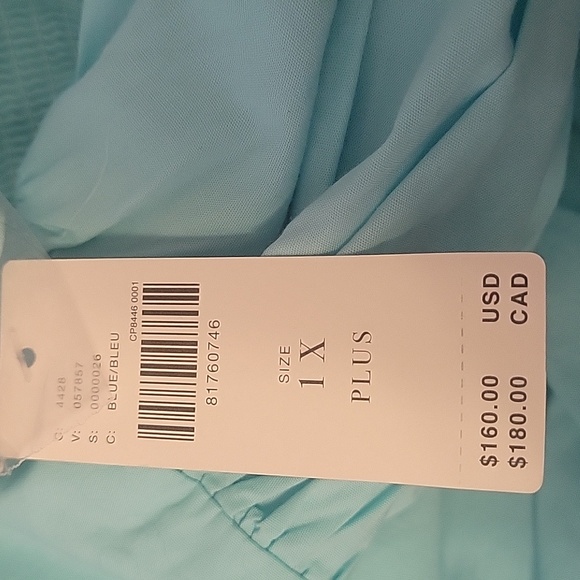 C: 4428
V: 057857
S: 0000026
C: BLUE/BLEU
CP8446 0001
81760746
SIZE
1X
PLUS
$160.00 USD
$180.00 CAD